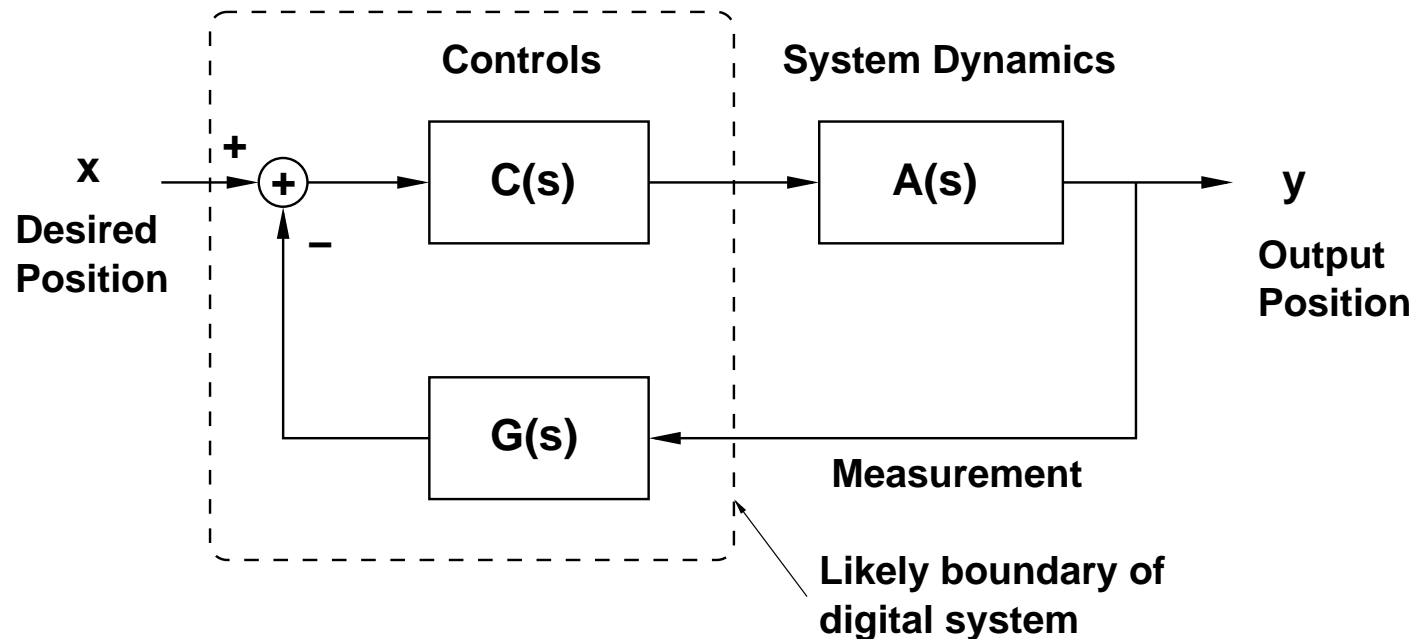 Controls
System Dynamics
+
x
+
C(s)
A(s)
y
Desired
Position
−
Output
Position
G(s)
Measurement
Likely boundary of
digital system